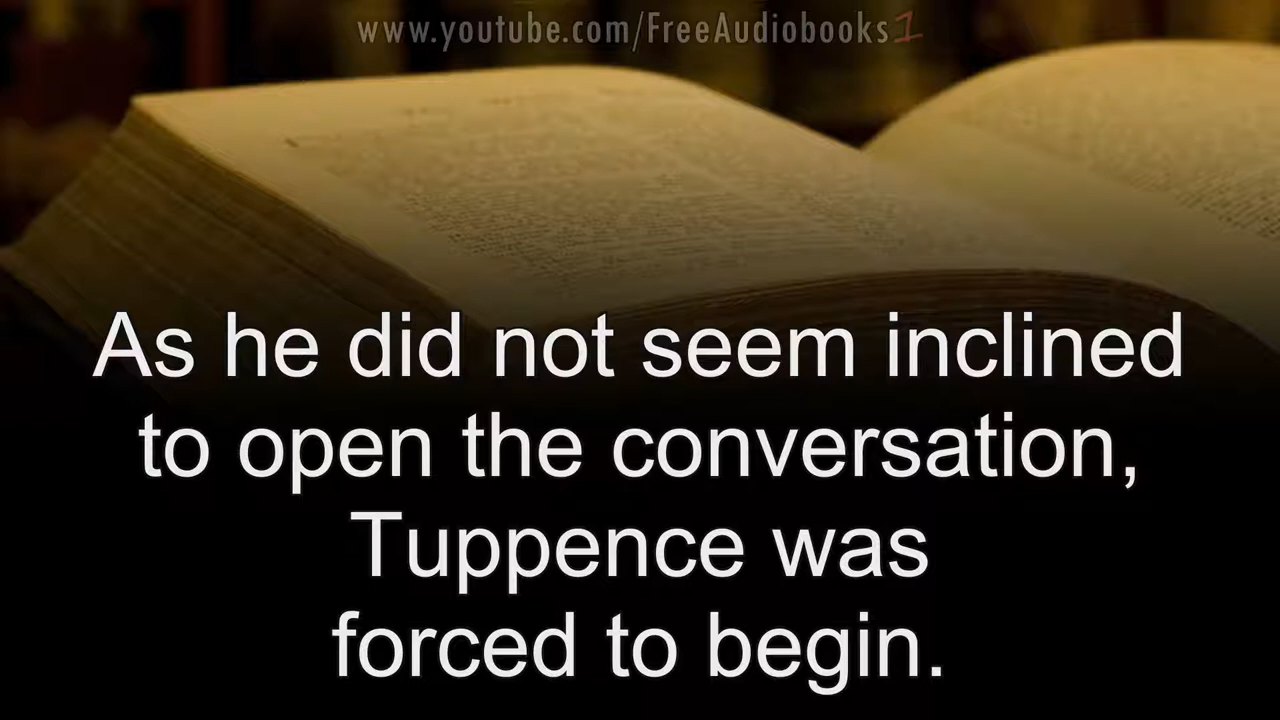 www.youtube.com/FreeAudiobooks1
As he did not seem inclined
to open the conversation,
Tuppence was
forced to begin.